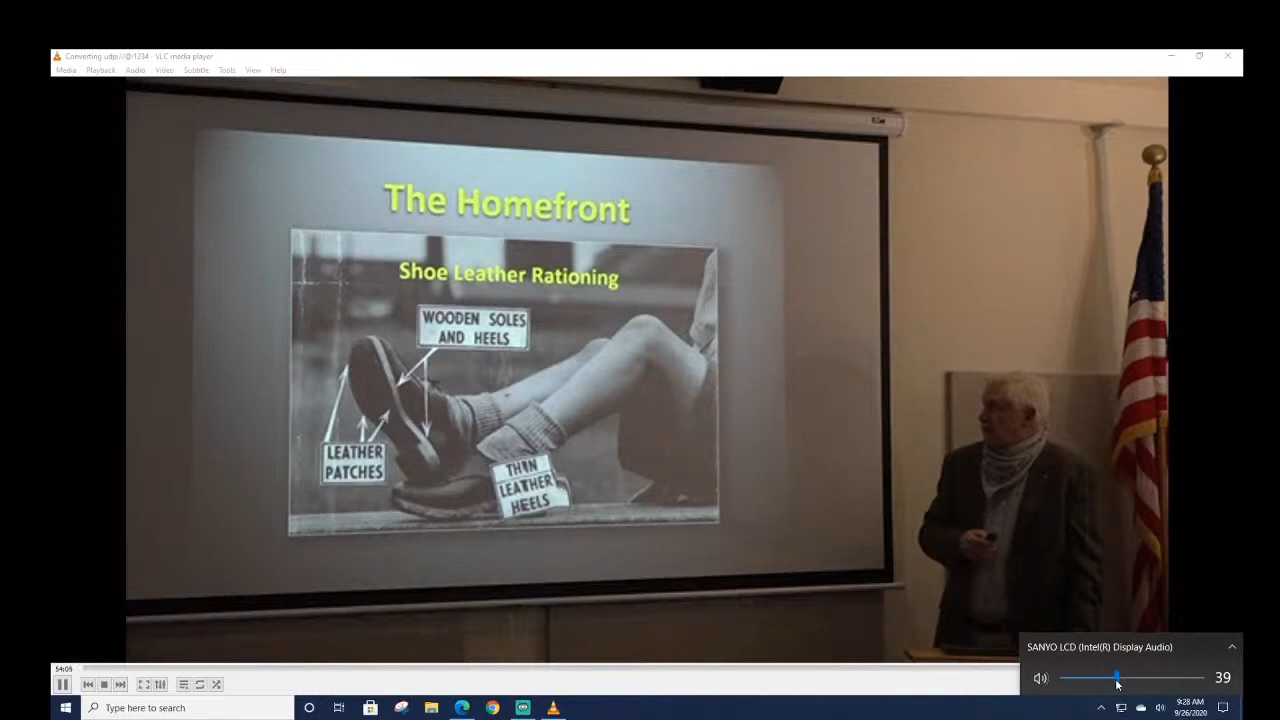 Converting udp://@:1234 - VLC media player
Media Playback Audio Video Subtitle Tools View Help
The Homefront
Shoe Leather Rationing
WOODEN SOLES
AND HEELS
LEATHER
PATCHES
THIN
LEATHER
HEELS
SANYO LCD (Intel(R) Display Audio)
39
54:05
Type here to search
9:28 AM
9/26/2020